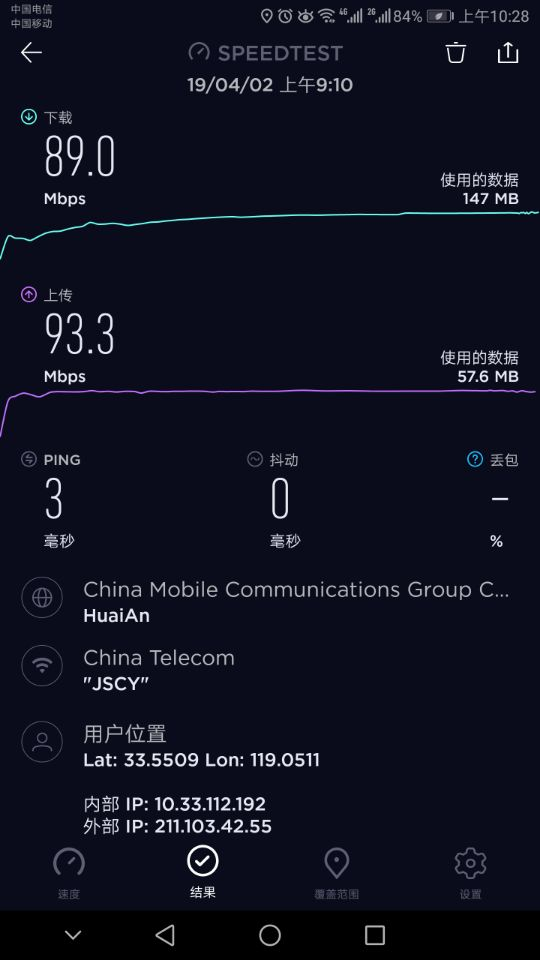 中国电信
中国移动
4G 2G 84% 上午10:28
SPEEDTEST
19/04/02 上午9:10
下载
89.0
Mbps
使用的数据
147 MB
上传
93.3
Mbps
使用的数据
57.6 MB
PING 抖动 ? 丢包
3 0 –
毫秒 毫秒 %
China Mobile Communications Group C...
HuaiAn
China Telecom
"JSCY"
用户位置
Lat: 33.5509 Lon: 119.0511
内部 IP: 10.33.112.192
外部 IP: 211.103.42.55
速度 结果 覆盖范围 设置